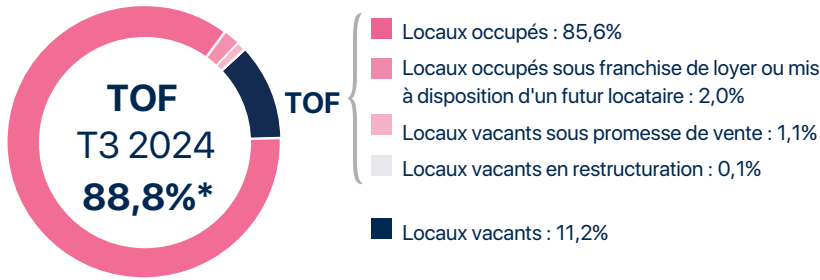 TOF
T3 2024
88,8%*
TOF
Locaux occupés : 85,6%
Locaux occupés sous franchise de loyer ou mis
à disposition d'un futur locataire : 2,0%
Locaux vacants sous promesse de vente : 1,1%
Locaux vacants en restructuration : 0,1%
Locaux vacants : 11,2%